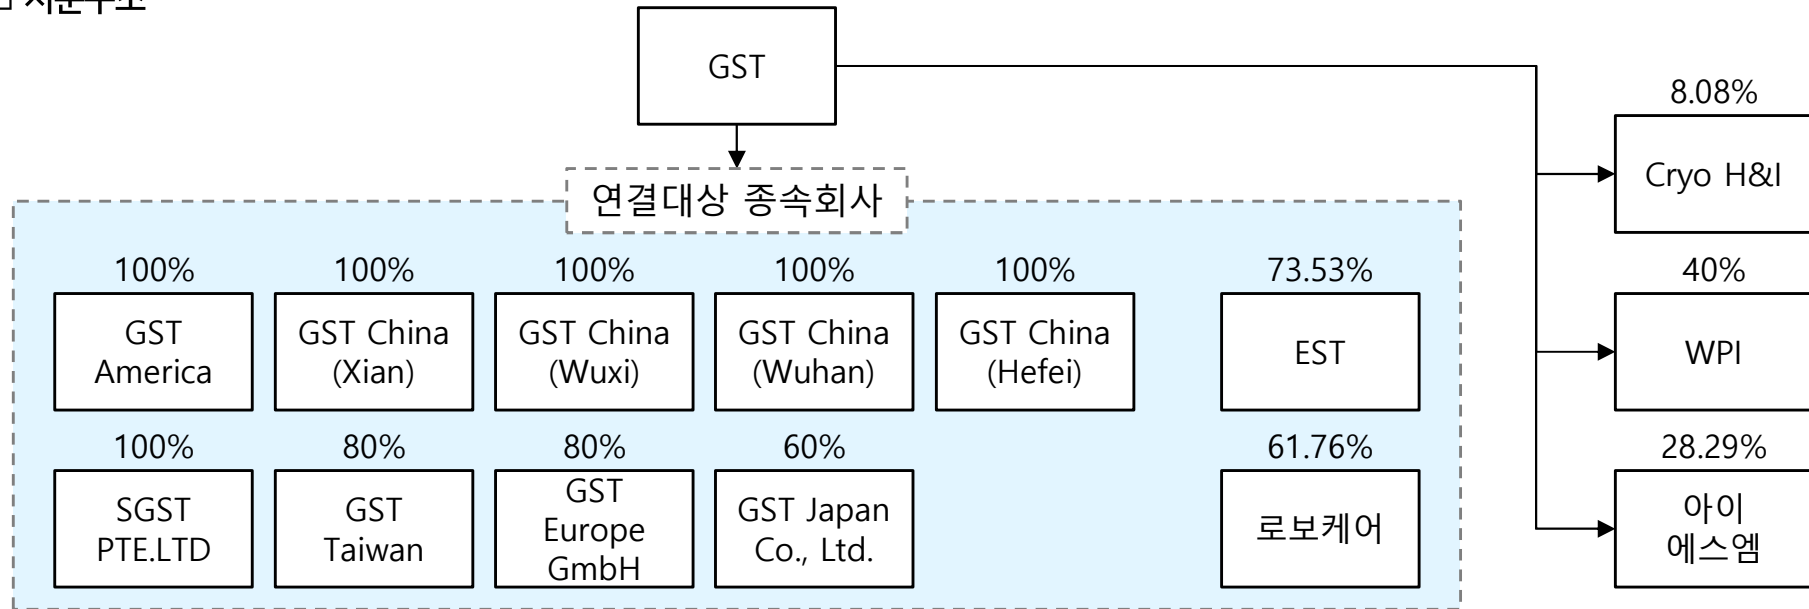 GST
연결대상 종속회사
100%
GST
America
100%
GST China
(Xian)
100%
GST China
(Wuxi)
100%
GST China
(Wuhan)
100%
GST China
(Hefei)
73.53%
EST
100%
SGST
PTE.LTD
80%
GST
Taiwan
80%
GST
Europe
GmbH
60%
GST Japan
Co., Ltd.
61.76%
로보케어
8.08%
Cryo H&I
40%
WPI
28.29%
아이
에스엠